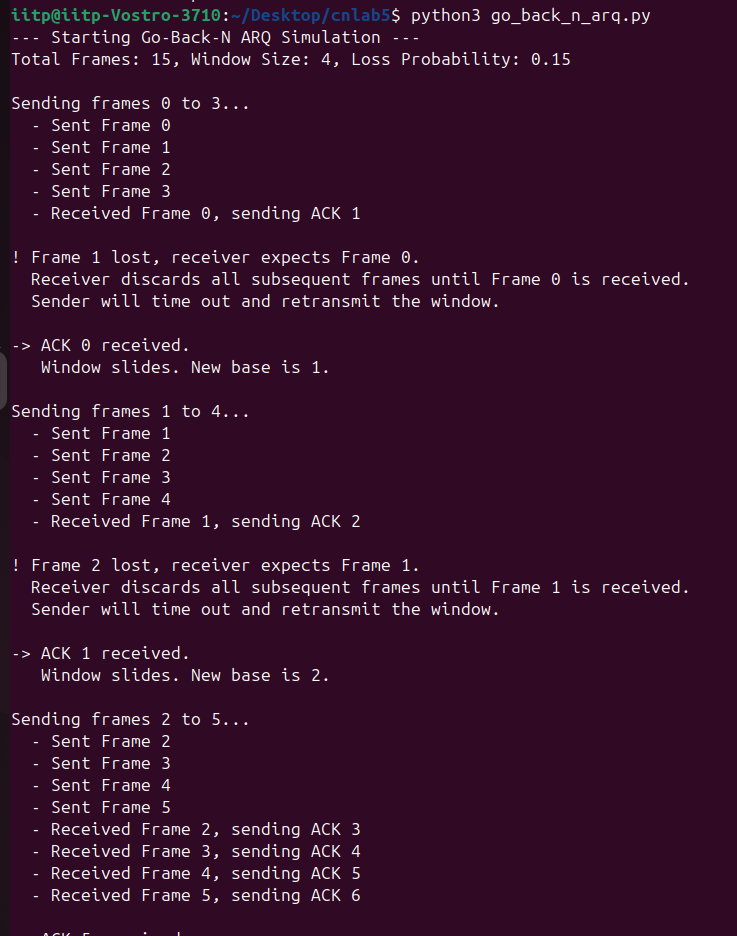 iitp@iitp-Vostro-3710:~/Desktop/cnlab5$ python3 go_back_n_arq.py
--- Starting Go-Back-N ARQ Simulation ---
Total Frames: 15, Window Size: 4, Loss Probability: 0.15
Sending frames 0 to 3...
- Sent Frame 0
- Sent Frame 1
- Sent Frame 2
- Sent Frame 3
- Received Frame 0, sending ACK 1
! Frame 1 lost, receiver expects Frame 0.
Receiver discards all subsequent frames until Frame 0 is received.
Sender will time out and retransmit the window.
-> ACK 0 received.
Window slides. New base is 1.
Sending frames 1 to 4...
- Sent Frame 1
- Sent Frame 2
- Sent Frame 3
- Sent Frame 4
- Received Frame 1, sending ACK 2
! Frame 2 lost, receiver expects Frame 1.
Receiver discards all subsequent frames until Frame 1 is received.
Sender will time out and retransmit the window.
-> ACK 1 received.
Window slides. New base is 2.
Sending frames 2 to 5...
- Sent Frame 2
- Sent Frame 3
- Sent Frame 4
- Sent Frame 5
- Received Frame 2, sending ACK 3
- Received Frame 3, sending ACK 4
- Received Frame 4, sending ACK 5
- Received Frame 5, sending ACK 6